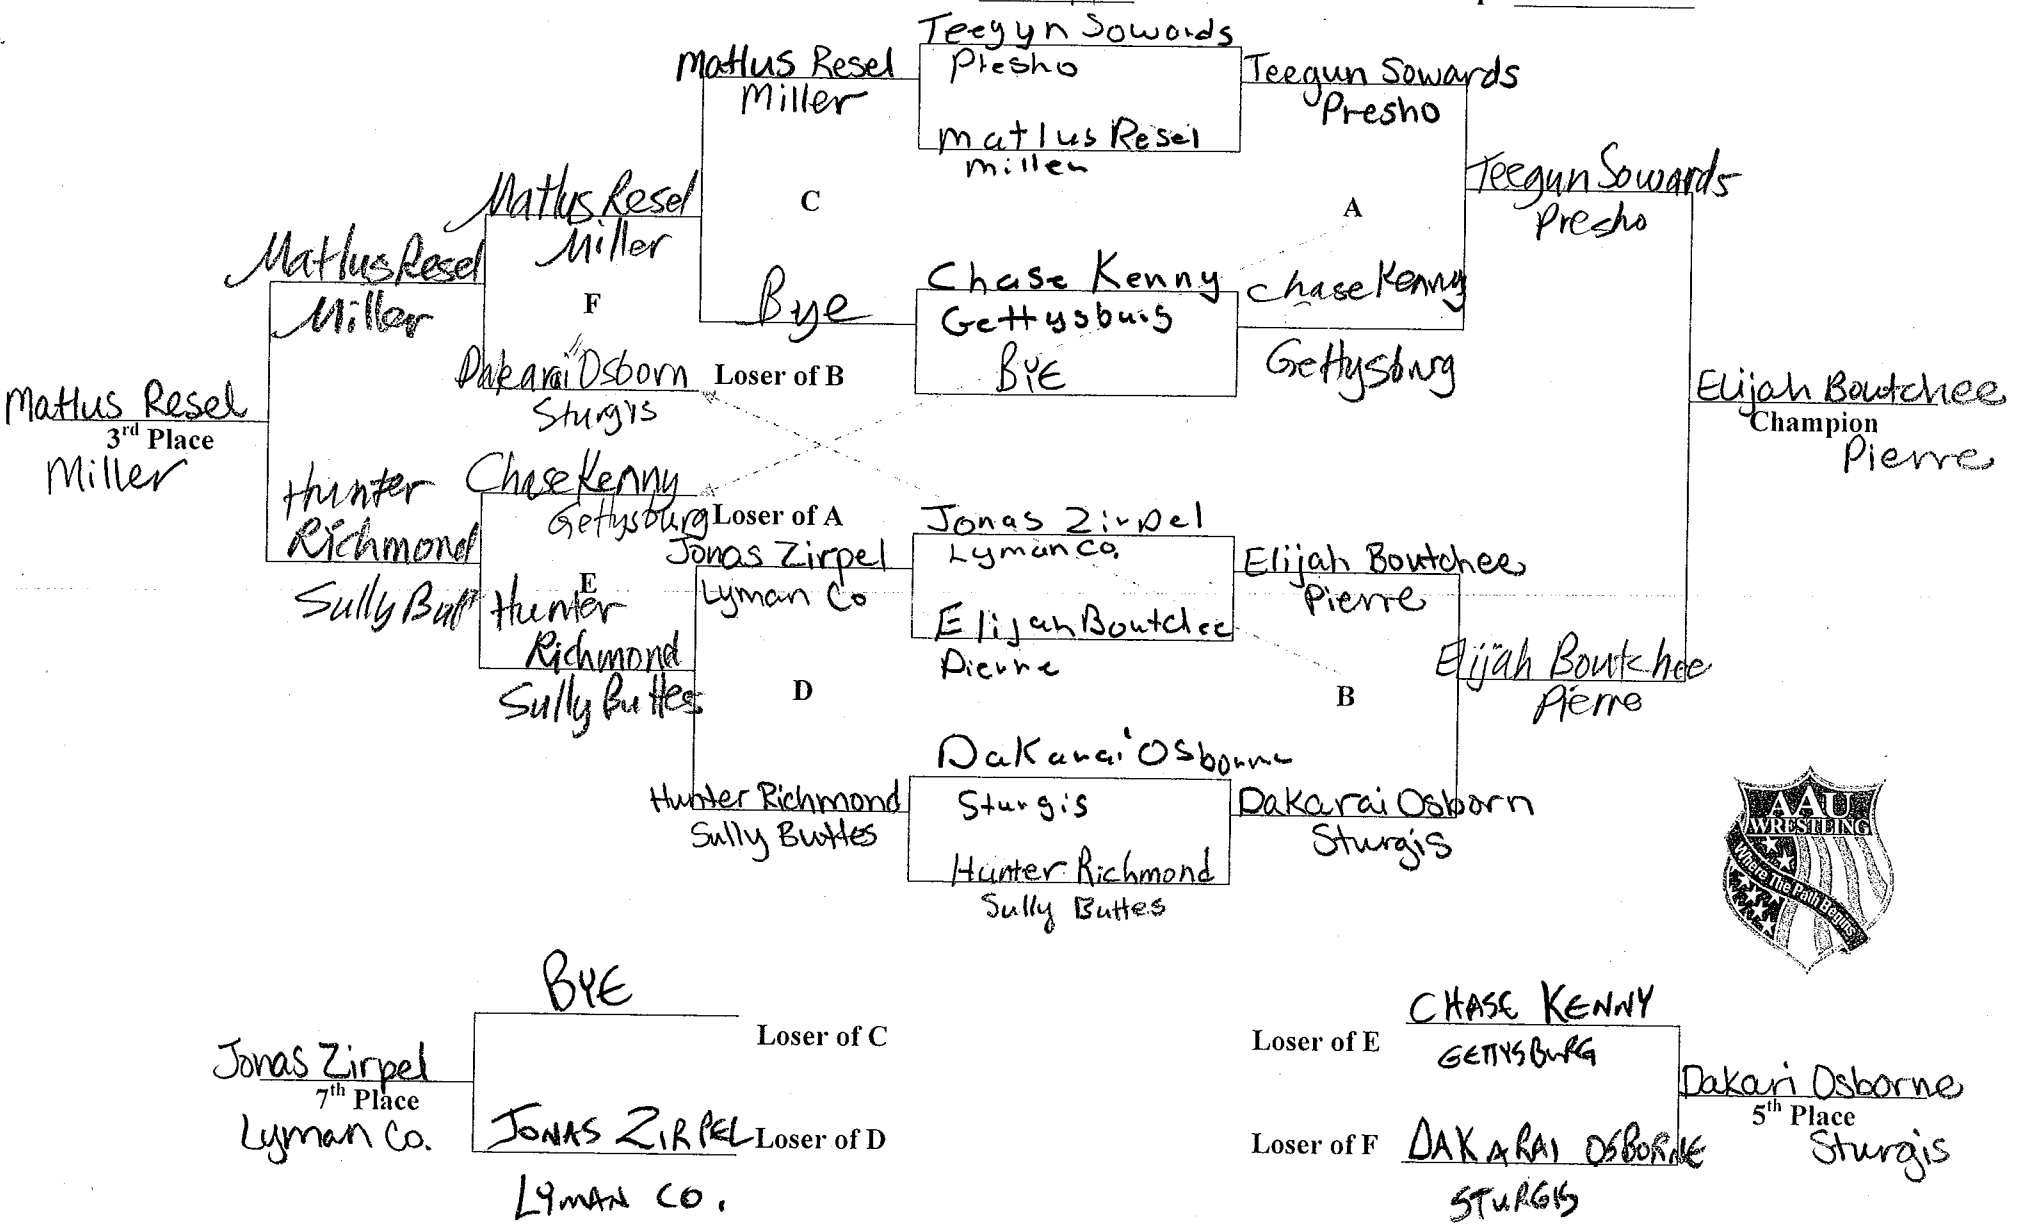 Teegyn Sowards
Presho
Matlus Resel
Miller
Chase Kenny
Gettysburg
BYE
Jonas Zirpel
Lyman Co.
Elijah Boutchee
Pierre
Dakarai Osborne
Sturgis
Hunter Richmond
Sully Buttes
Teegun Sowards
Presho
A
Chase Kenny
Gettysburg
Elijah Boutchee
Pierre
B
Dakarai Osborn
Sturgis
Teegun Sowards
Presho
Elijah Boutchee
Pierre
Elijah Boutchee
Champion
Pierre
Matlus Resel
Miller
C
Bye
Jonas Zirpel
Lyman Co
D
Hunter Richmond
Sully Buttes
Matlus Resel
Miller
F
Dakarai Osborn
Loser of B
Sturgis
Chase Kenny
Gettysburg
Loser of A
E
Hunter
Richmond
Sully Buttes
Matlus Resel
Miller
Hunter
Richmond
Sully Butt
Matlus Resel
3rd Place
Miller
AAU
WRESTLING
Where The Path Begins
BYE
Loser of C
JONAS ZIRPEL
Loser of D
LYMAN CO.
Jonas Zirpel
7th Place
Lyman Co.
Loser of E
CHASE KENNY
GETTYSBURG
Loser of F
DAKARAI OSBORNE
STURGIS
Dakari Osborne
5th Place
Sturgis